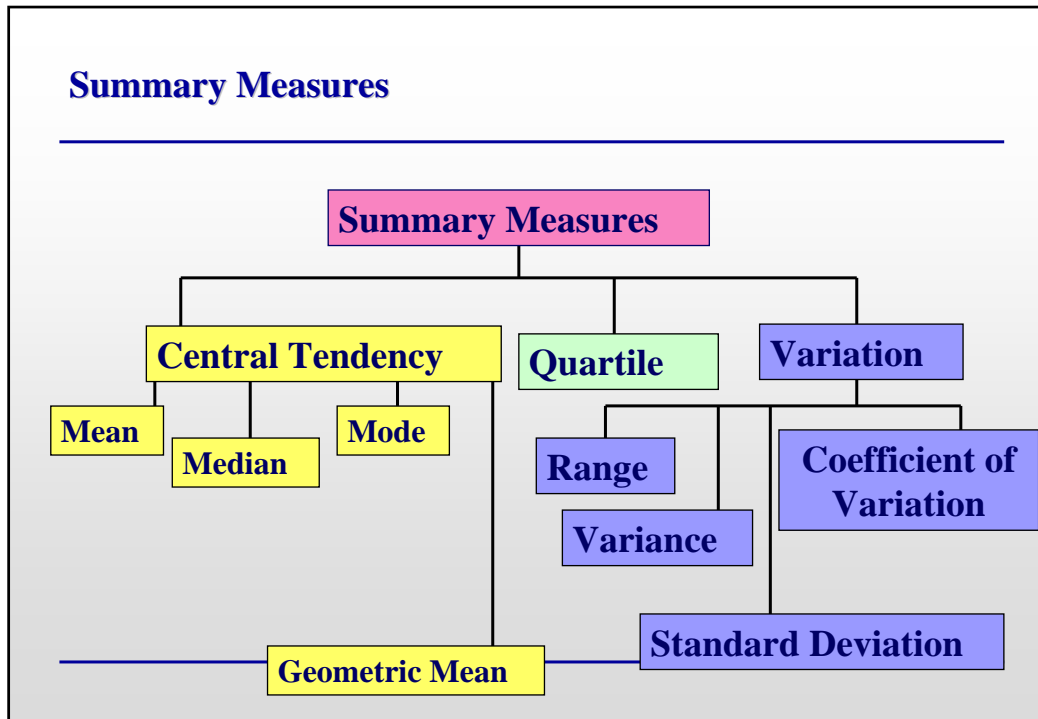 Summary Measures
Summary Measures
Central Tendency
Quartile
Variation
Mean
Median
Mode
Geometric Mean
Range
Variance
Standard Deviation
Coefficient of
Variation